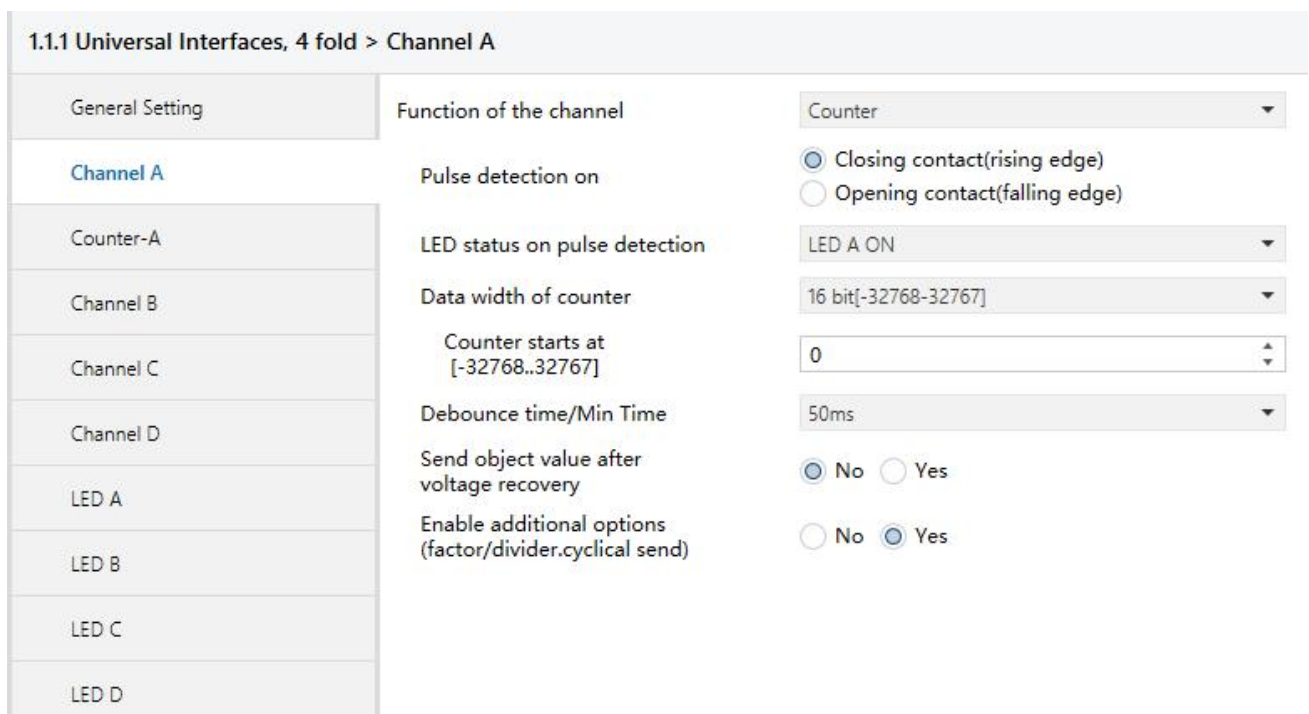 1.1.1 Universal Interfaces, 4 fold > Channel A
General Setting
Channel A
Counter-A
Channel B
Channel C
Channel D
LED A
LED B
LED C
LED D
Function of the channel
Counter
Pulse detection on
Closing contact(rising edge)
Opening contact(falling edge)
LED status on pulse detection
LED A ON
Data width of counter
16 bit[-32768-32767]
Counter starts at
[-32768..32767]
0
Debounce time/Min Time
50ms
Send object value after
voltage recovery
No Yes
Enable additional options
(factor/divider.cyclical send)
No Yes